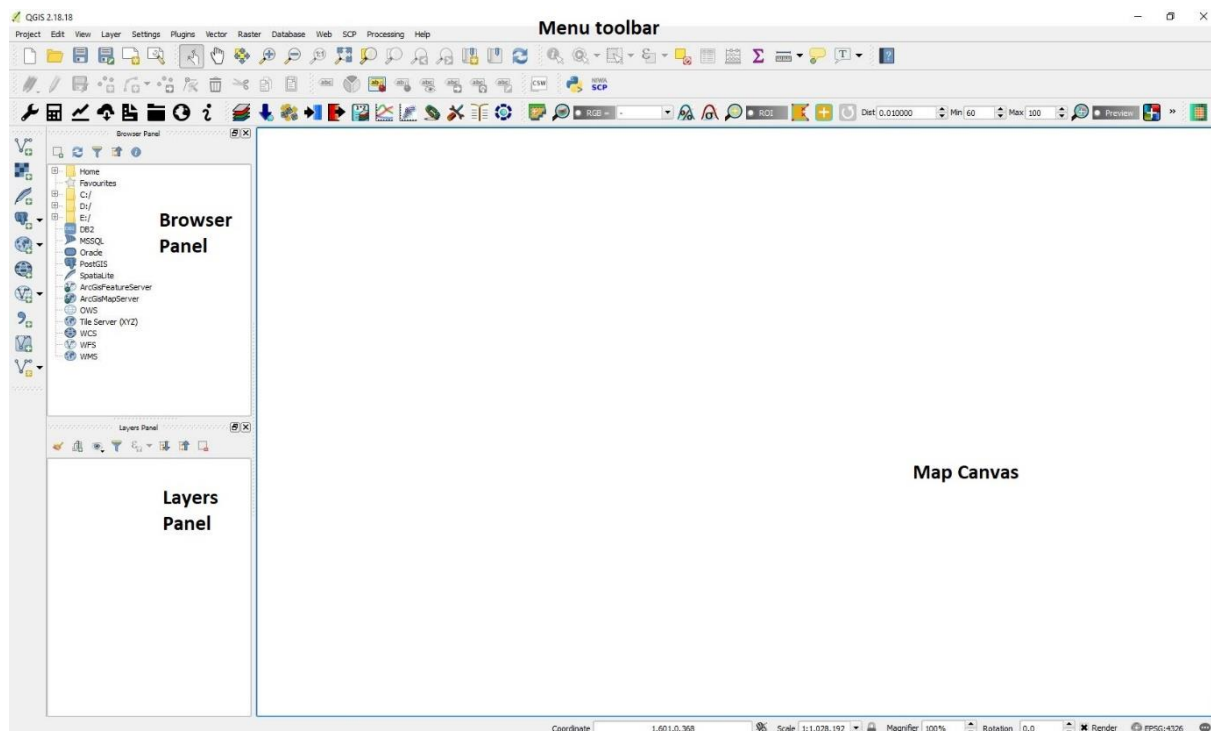 QGIS 2.18.18
Menu toolbar
Project Edit View Layer Settings Plugins Vector Raster Database Web SCP Processing Help
CSW
NIWA
SCP
RGB = -
ROI
Dist 0.010000
Min 60
Max 100
Preview
»
Browser Panel
Home
Favourites
C:/
D:/
E:/
DB2
MSSQL
Oracle
PostGIS
SpatiaLite
ArcGisFeatureServer
ArcGisMapServer
OWS
Tile Server (XYZ)
WCS
WFS
WMS
Browser
Panel
Layers Panel
Layers
Panel
Map Canvas
Coordinate 1.601,0.368 Scale 1:1,028,192 Magnifier 100% Rotation 0.0 Render EPSG:4326